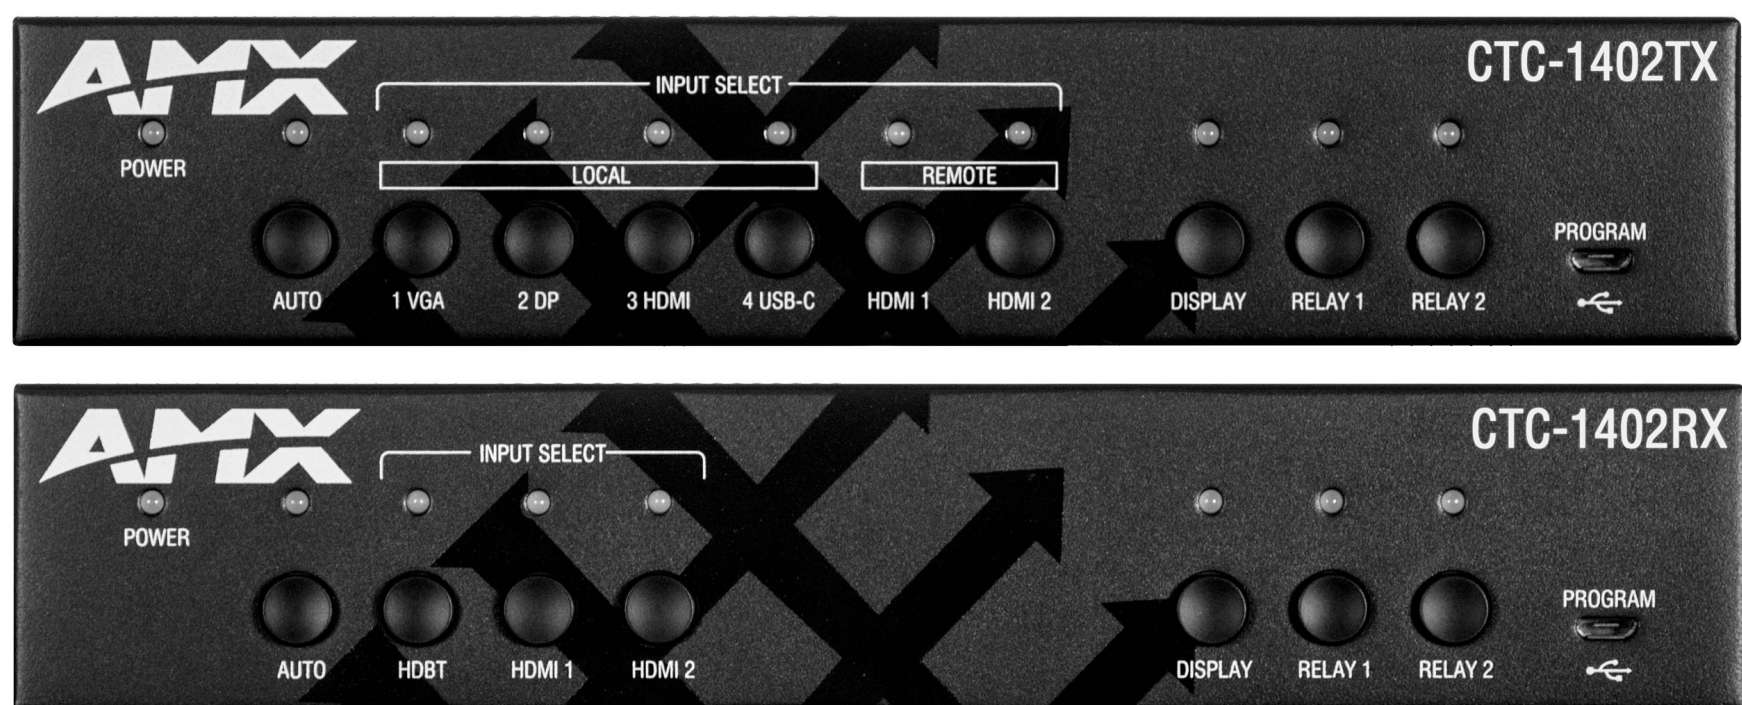 AMX
CTC-1402TX
INPUT SELECT
POWER
LOCAL
REMOTE
PROGRAM
AUTO
1 VGA
2 DP
3 HDMI
4 USB-C
HDMI 1
HDMI 2
DISPLAY
RELAY 1
RELAY 2
AMX
CTC-1402RX
INPUT SELECT
POWER
PROGRAM
AUTO
HDBT
HDMI 1
HDMI 2
DISPLAY
RELAY 1
RELAY 2